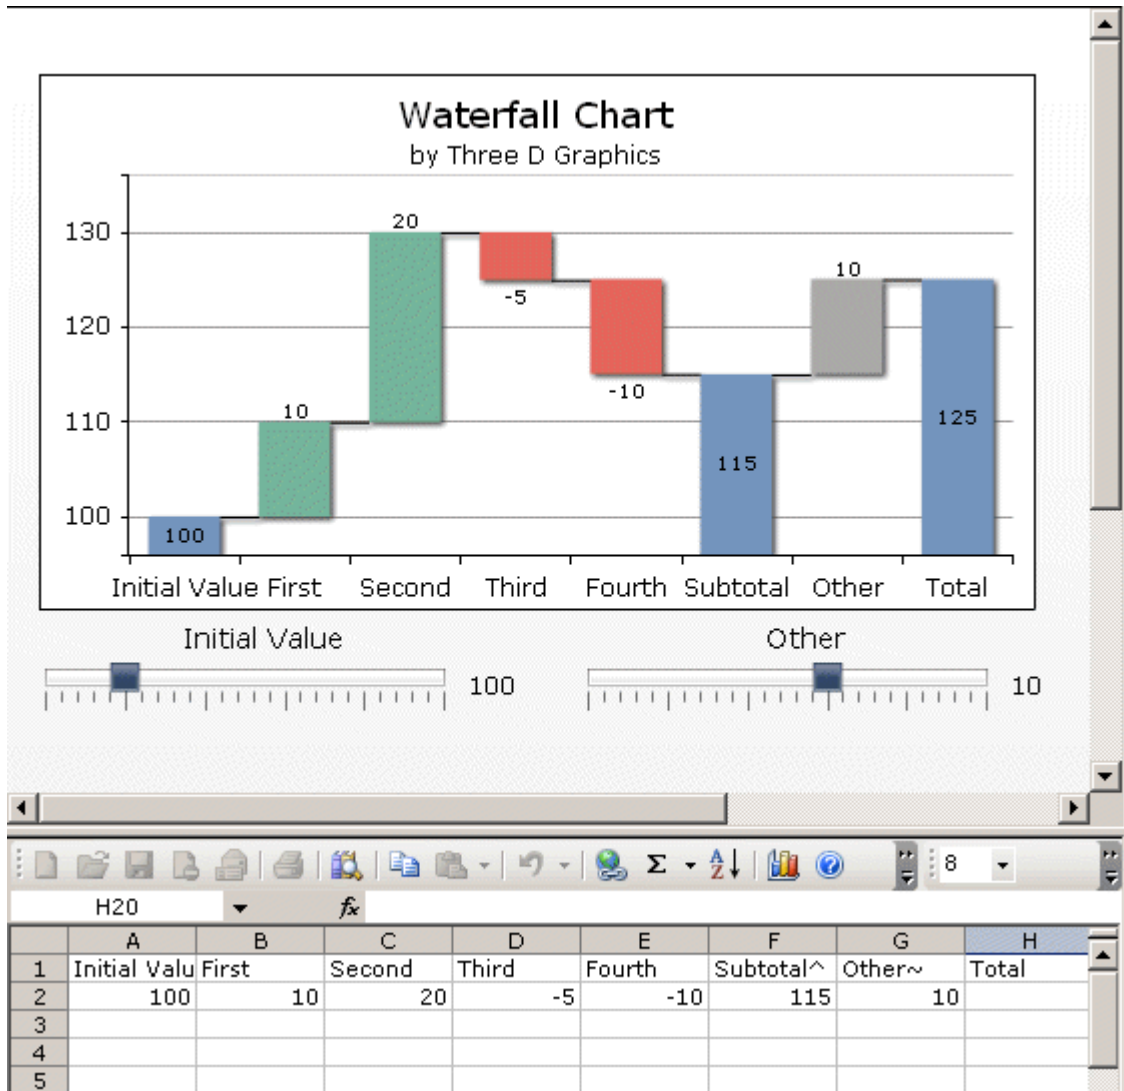 Waterfall Chart
by Three D Graphics
130
120
110
100
20
10
-5
-10
10
100
115
125
Initial Value First Second Third Fourth Subtotal Other Total
Initial Value Other
100 10
8
H20 fx
A B C D E F G H
1 Initial Valu First Second Third Fourth Subtotal^ Other~ Total
2 100 10 20 -5 -10 115 10
3
4
5